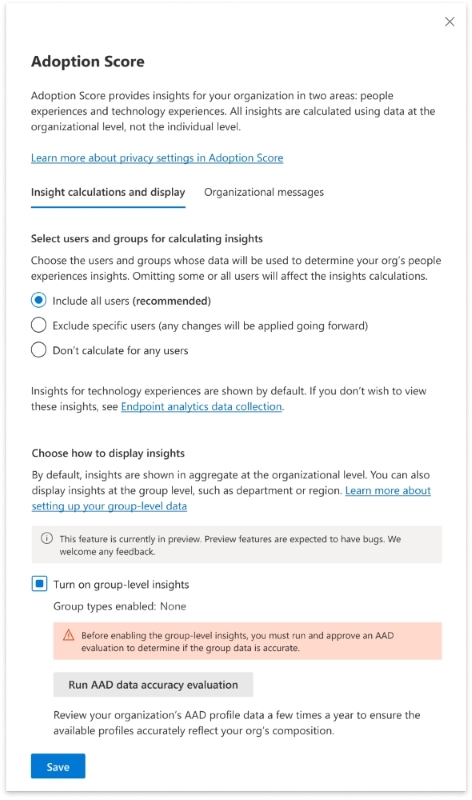 Adoption Score
Adoption Score provides insights for your organization in two areas: people
experiences and technology experiences. All insights are calculated using data at the
organizational level, not the individual level.
Learn more about privacy settings in Adoption Score
Insight calculations and display
Organizational messages
Select users and groups for calculating insights
Choose the users and groups whose data will be used to determine your org's people
experiences insights. Omitting some or all users will affect the insights calculations.
Include all users (recommended)
Exclude specific users (any changes will be applied going forward)
Don't calculate for any users
Insights for technology experiences are shown by default. If you don't wish to view
these insights, see Endpoint analytics data collection.
Choose how to display insights
By default, insights are shown in aggregate at the organizational level. You can also
display insights at the group level, such as department or region. Learn more about
setting up your group-level data
This feature is currently in preview. Preview features are expected to have bugs. We
welcome any feedback.
Turn on group-level insights
Group types enabled: None
Before enabling the group-level insights, you must run and approve an AAD
evaluation to determine if the group data is accurate.
Run AAD data accuracy evaluation
Review your organization's AAD profile data a few times a year to ensure the
available profiles accurately reflect your org's composition.
Save